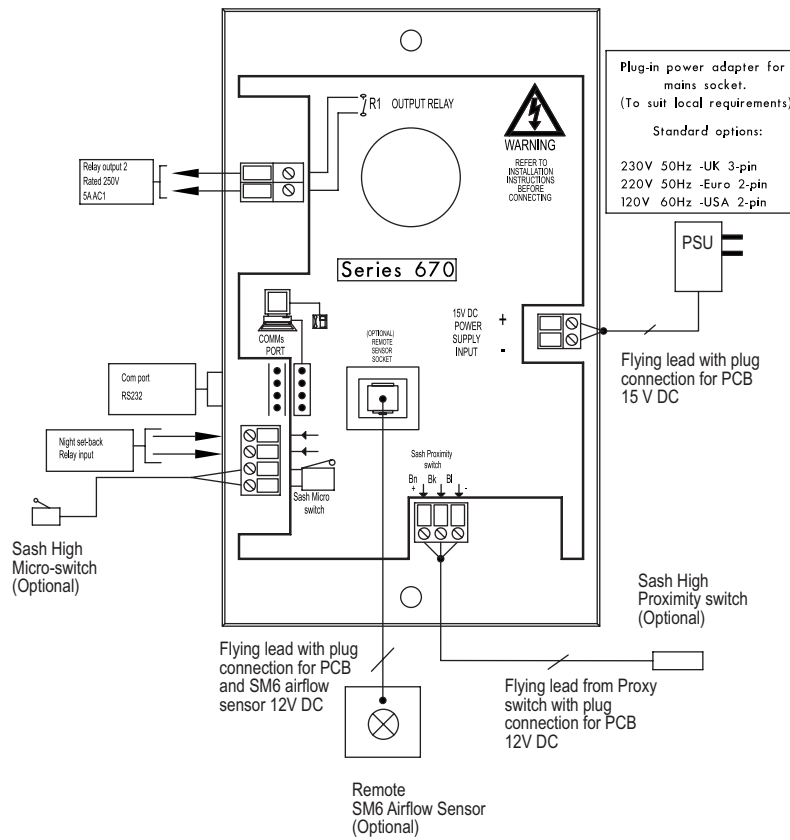 R1 OUTPUT RELAY
WARNING
REFER TO
INSTALLATION
INSTRUCTIONS
BEFORE
CONNECTING
Plug-in power adapter for
mains socket.
(To suit local requirements)
Standard options:
230V 50Hz -UK 3-pin
220V 50Hz -Euro 2-pin
120V 60Hz -USA 2-pin
PSU
Relay output 2
Rated 250V
5A AC1
Series 670
COMMs
PORT
(OPTIONAL)
REMOTE
SENSOR
SOCKET
15V DC
POWER
SUPPLY
INPUT
+
-
Flying lead with plug
connection for PCB
15 V DC
Com port
RS232
Night set-back
Relay input
Sash Micro
switch
Sash Proximity
switch
Bn Bk Bl
+ -
Sash High
Micro-switch
(Optional)
Sash High
Proximity switch
(Optional)
Flying lead with plug
connection for PCB
and SM6 airflow
sensor 12V DC
Flying lead from Proxy
switch with plug
connection for PCB
12V DC
Remote
SM6 Airflow Sensor
(Optional)